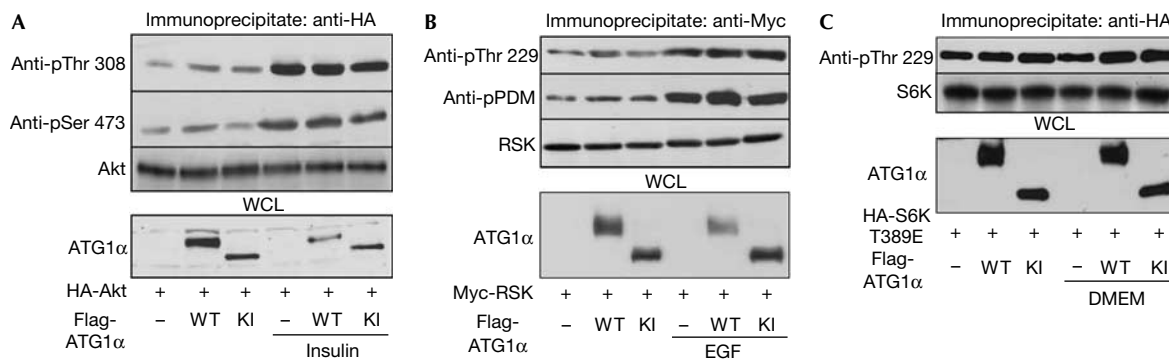 A
Immunoprecipitate: anti-HA
Anti-pThr 308
Anti-pSer 473
Akt
WCL
ATG1α
HA-Akt + + + + + +
Flag-ATG1α – WT KI – WT KI
Insulin
B
Immunoprecipitate: anti-Myc
Anti-pThr 229
Anti-pPDM
RSK
WCL
ATG1α
Myc-RSK + + + + + +
Flag-ATG1α – WT KI – WT KI
EGF
C
Immunoprecipitate: anti-HA
Anti-pThr 229
S6K
WCL
ATG1α
HA-S6K
T389E + + + + + +
Flag-ATG1α – WT KI – WT KI
DMEM